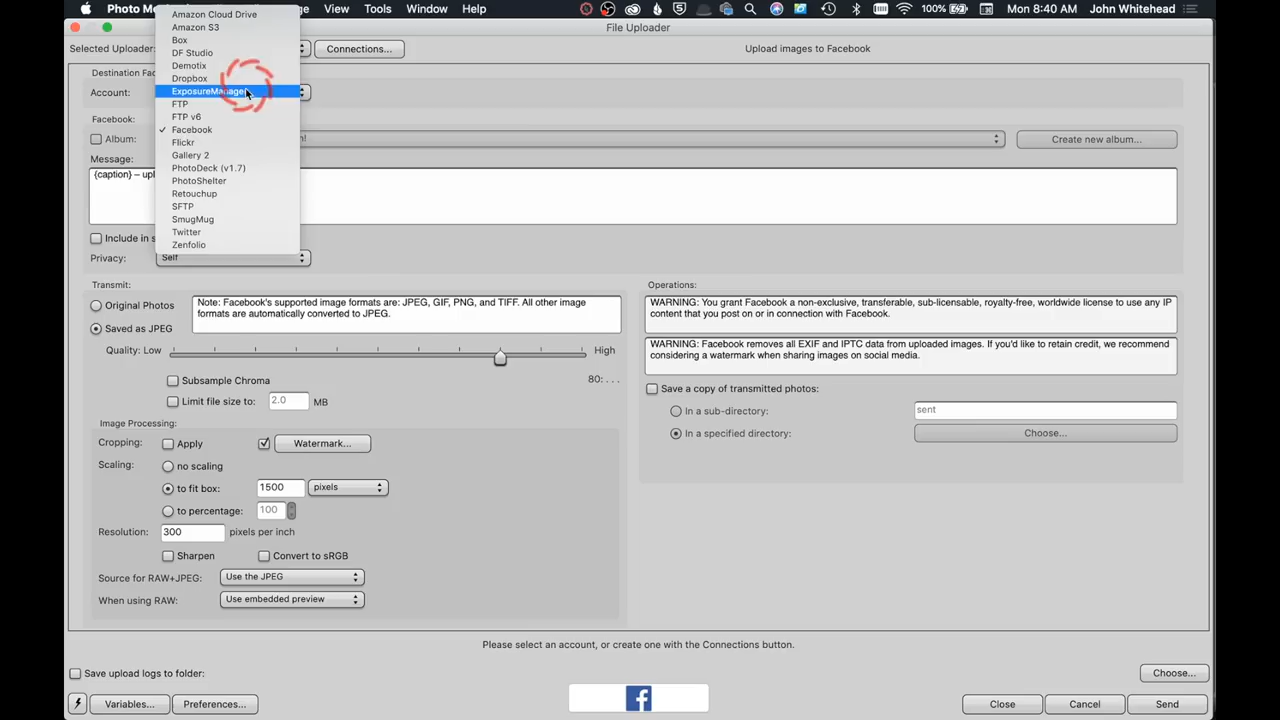 Photo Me
View
Tools
Window
Help
100%
Mon 8:40 AM
John Whitehead
Amazon Cloud Drive
Amazon S3
Box
DF Studio
Demotix
Dropbox
ExposureManager
FTP
FTP v6
Facebook
Flickr
Gallery 2
PhotoDeck (v1.7)
PhotoShelter
Retouchup
SFTP
SmugMug
Twitter
Zenfolio
File Uploader
Selected Uploader:
Connections...
Upload images to Facebook
Destination Fac
Account:
Facebook:
Album:
Create new album...
Message:
{caption} – upl
Include in s
Privacy:
Self
Transmit:
Original Photos
Saved as JPEG
Note: Facebook's supported image formats are: JPEG, GIF, PNG, and TIFF. All other image
formats are automatically converted to JPEG.
Quality: Low
High
Subsample Chroma
80: . . .
Limit file size to:
2.0
MB
Image Processing:
Cropping:
Apply
Watermark...
Scaling:
no scaling
to fit box:
1500
pixels
to percentage:
100
Resolution:
300
pixels per inch
Sharpen
Convert to sRGB
Source for RAW+JPEG:
Use the JPEG
When using RAW:
Use embedded preview
Operations:
WARNING: You grant Facebook a non-exclusive, transferable, sub-licensable, royalty-free, worldwide license to use any IP
content that you post on or in connection with Facebook.
WARNING: Facebook removes all EXIF and IPTC data from uploaded images. If you'd like to retain credit, we recommend
considering a watermark when sharing images on social media.
Save a copy of transmitted photos:
In a sub-directory:
sent
In a specified directory:
Choose...
Please select an account, or create one with the Connections button.
Save upload logs to folder:
Choose...
Variables...
Preferences...
f
Close
Cancel
Send